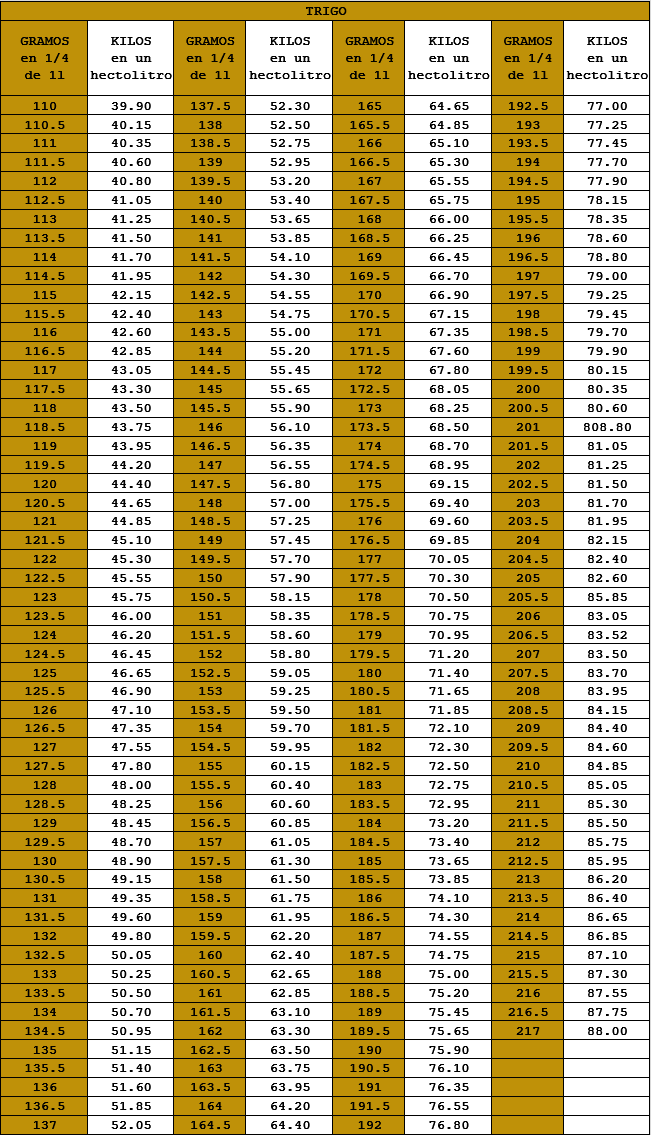 TRIGO
GRAMOS en 1/4 de 1l KILOS en un hectolitro GRAMOS en 1/4 de 1l KILOS en un hectolitro GRAMOS en 1/4 de 1l KILOS en un hectolitro GRAMOS en 1/4 de 1l KILOS en un hectolitro
110 39.90 137.5 52.30 165 64.65 192.5 77.00
110.5 40.15 138 52.50 165.5 64.85 193 77.25
111 40.35 138.5 52.75 166 65.10 193.5 77.45
111.5 40.60 139 52.95 166.5 65.30 194 77.70
112 40.80 139.5 53.20 167 65.55 194.5 77.90
112.5 41.05 140 53.40 167.5 65.75 195 78.15
113 41.25 140.5 53.65 168 66.00 195.5 78.35
113.5 41.50 141 53.85 168.5 66.25 196 78.60
114 41.70 141.5 54.10 169 66.45 196.5 78.80
114.5 41.95 142 54.30 169.5 66.70 197 79.00
115 42.15 142.5 54.55 170 66.90 197.5 79.25
115.5 42.40 143 54.75 170.5 67.15 198 79.45
116 42.60 143.5 55.00 171 67.35 198.5 79.70
116.5 42.85 144 55.20 171.5 67.60 199 79.90
117 43.05 144.5 55.45 172 67.80 199.5 80.15
117.5 43.30 145 55.65 172.5 68.05 200 80.35
118 43.50 145.5 55.90 173 68.25 200.5 80.60
118.5 43.75 146 56.10 173.5 68.50 201 808.80
119 43.95 146.5 56.35 174 68.70 201.5 81.05
119.5 44.20 147 56.55 174.5 68.95 202 81.25
120 44.40 147.5 56.80 175 69.15 202.5 81.50
120.5 44.65 148 57.00 175.5 69.40 203 81.70
121 44.85 148.5 57.25 176 69.60 203.5 81.95
121.5 45.10 149 57.45 176.5 69.85 204 82.15
122 45.30 149.5 57.70 177 70.05 204.5 82.40
122.5 45.55 150 57.90 177.5 70.30 205 82.60
123 45.75 150.5 58.15 178 70.50 205.5 85.85
123.5 46.00 151 58.35 178.5 70.75 206 83.05
124 46.20 151.5 58.60 179 70.95 206.5 83.52
124.5 46.45 152 58.80 179.5 71.20 207 83.50
125 46.65 152.5 59.05 180 71.40 207.5 83.70
125.5 46.90 153 59.25 180.5 71.65 208 83.95
126 47.10 153.5 59.50 181 71.85 208.5 84.15
126.5 47.35 154 59.70 181.5 72.10 209 84.40
127 47.55 154.5 59.95 182 72.30 209.5 84.60
127.5 47.80 155 60.15 182.5 72.50 210 84.85
128 48.00 155.5 60.40 183 72.75 210.5 85.05
128.5 48.25 156 60.60 183.5 72.95 211 85.30
129 48.45 156.5 60.85 184 73.20 211.5 85.50
129.5 48.70 157 61.05 184.5 73.40 212 85.75
130 48.90 157.5 61.30 185 73.65 212.5 85.95
130.5 49.15 158 61.50 185.5 73.85 213 86.20
131 49.35 158.5 61.75 186 74.10 213.5 86.40
131.5 49.60 159 61.95 186.5 74.30 214 86.65
132 49.80 159.5 62.20 187 74.55 214.5 86.85
132.5 50.05 160 62.40 187.5 74.75 215 87.10
133 50.25 160.5 62.65 188 75.00 215.5 87.30
133.5 50.50 161 62.85 188.5 75.20 216 87.55
134 50.70 161.5 63.10 189 75.45 216.5 87.75
134.5 50.95 162 63.30 189.5 75.65 217 88.00
135 51.15 162.5 63.50 190 75.90
135.5 51.40 163 63.75 190.5 76.10
136 51.60 163.5 63.95 191 76.35
136.5 51.85 164 64.20 191.5 76.55
137 52.05 164.5 64.40 192 76.80